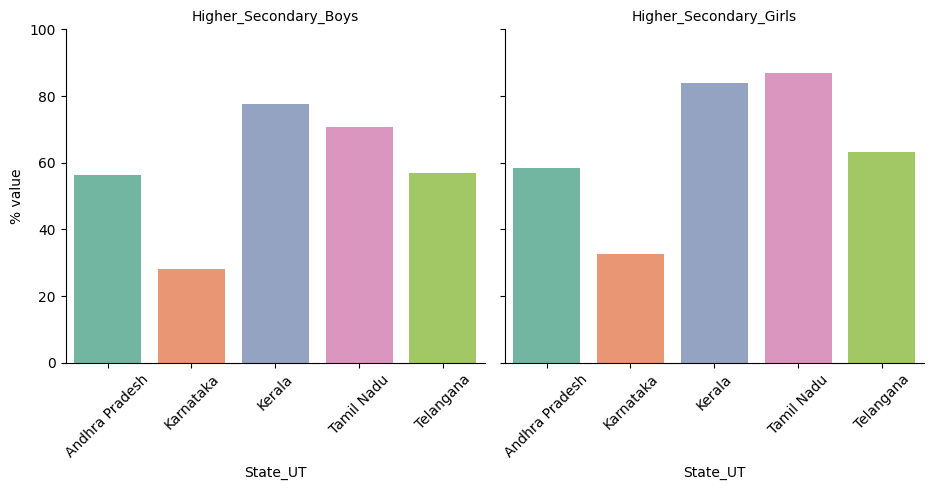 Higher_Secondary_Boys
Higher_Secondary_Girls
% value
100
80
60
40
20
0
Andhra Pradesh
Karnataka
Kerala
Tamil Nadu
Telangana
Andhra Pradesh
Karnataka
Kerala
Tamil Nadu
Telangana
State_UT
State_UT